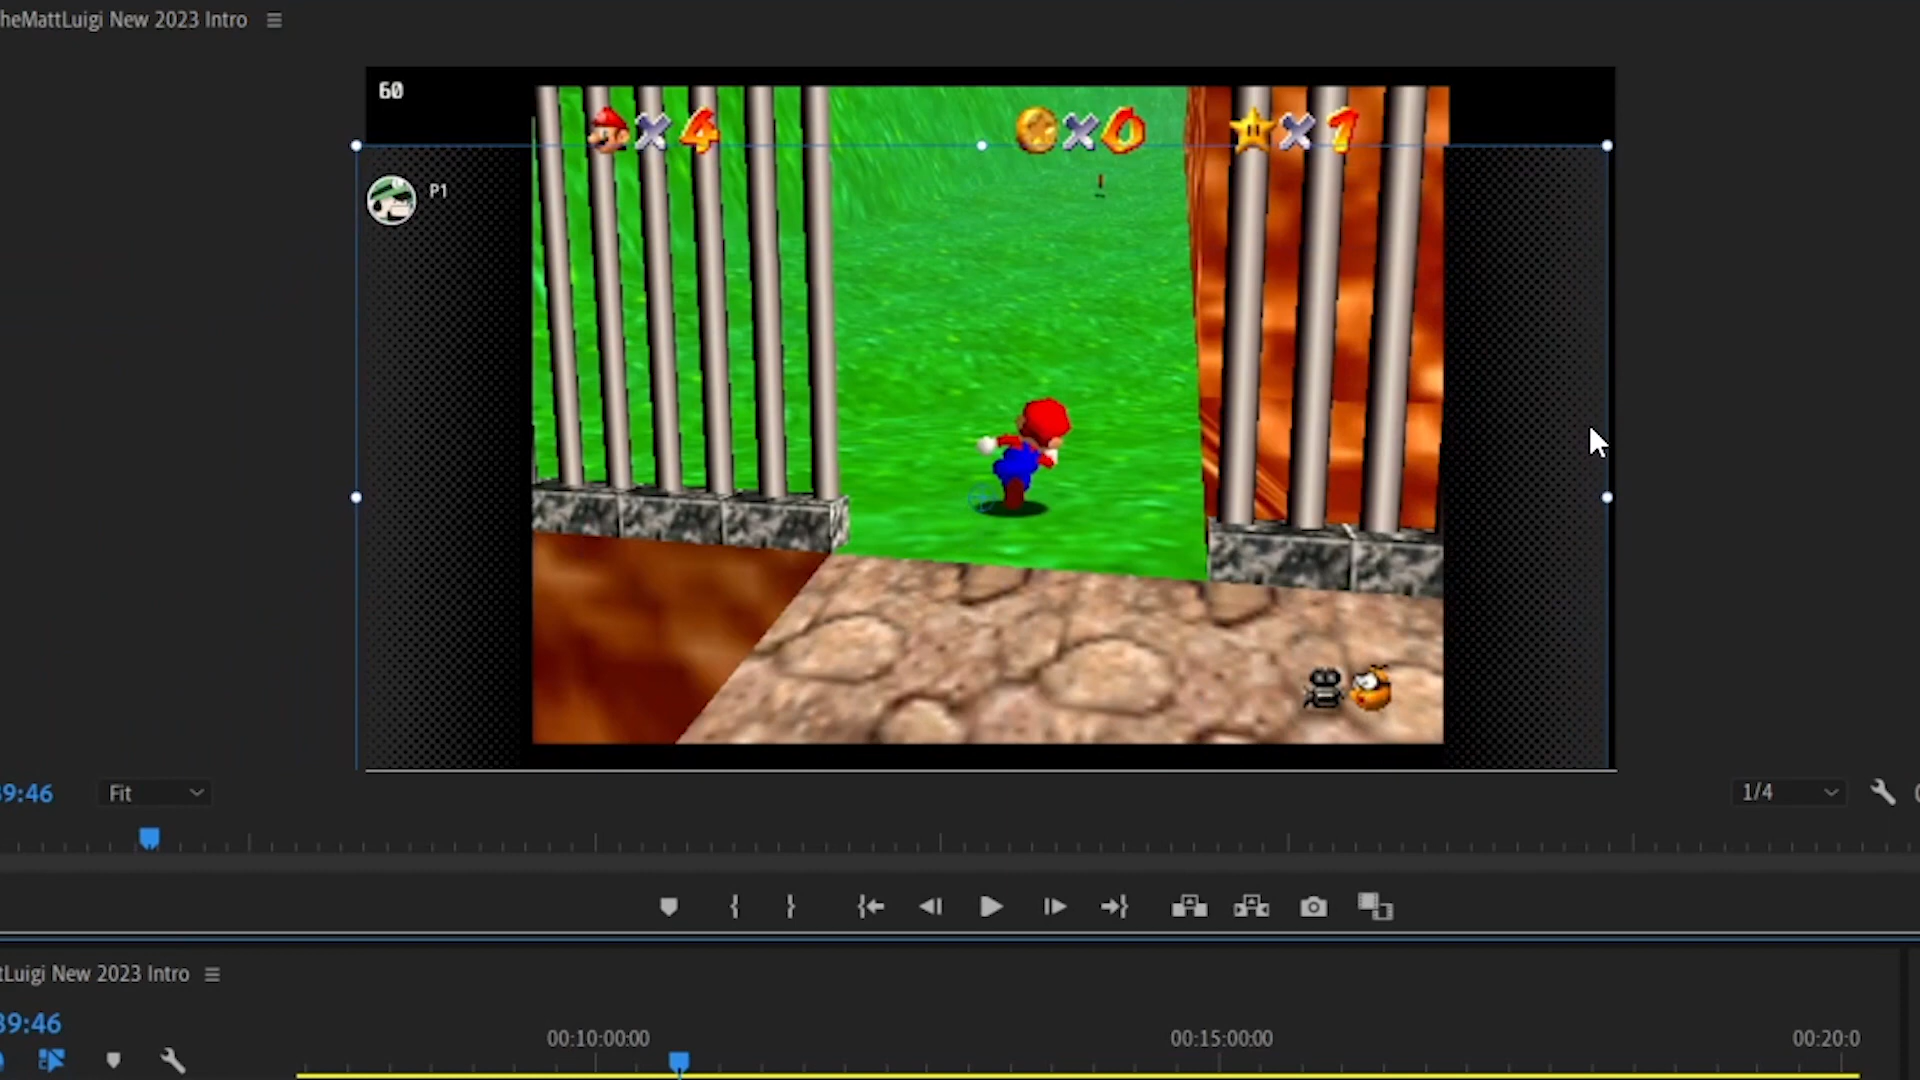 heMattLuigi New 2023 Intro
60
x 4
x 0
x 1
P1
39:46
Fit
1/4
tLuigi New 2023 Intro
39:46
00:10:00:00
00:15:00:00
00:20:0